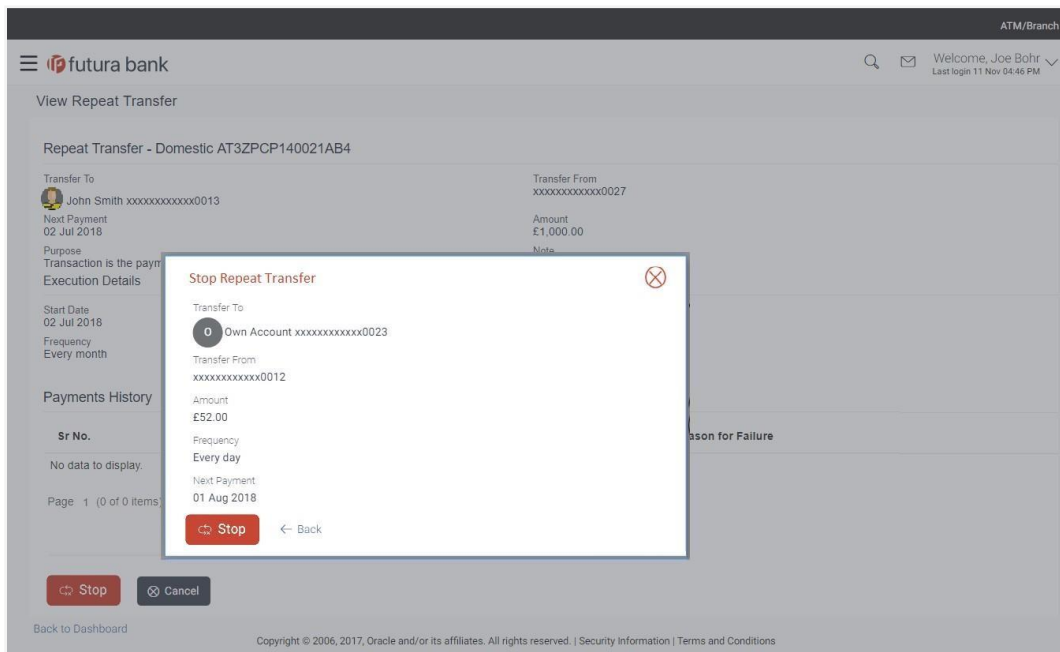 ATM/Branch
futura bank
Welcome, Joe Bohr
Last login 11 Nov 04:46 PM
View Repeat Transfer
Repeat Transfer - Domestic AT3ZPCP140021AB4
Transfer To
John Smith xxxxxxxxxxxx0013
Transfer From
xxxxxxxxxxxx0027
Next Payment
02 Jul 2018
Amount
£1,000.00
Purpose
Transaction is the paym
Note
Execution Details
Start Date
02 Jul 2018
Frequency
Every month
Payments History
Sr No.
ason for Failure
No data to display.
Page 1 (0 of 0 items)
Stop Repeat Transfer
Transfer To
O Own Account xxxxxxxxxxxx0023
Transfer From
xxxxxxxxxxxx0012
Amount
£52.00
Frequency
Every day
Next Payment
01 Aug 2018
Stop
← Back
Stop
Cancel
Back to Dashboard
Copyright © 2006, 2017, Oracle and/or its affiliates. All rights reserved. | Security Information | Terms and Conditions